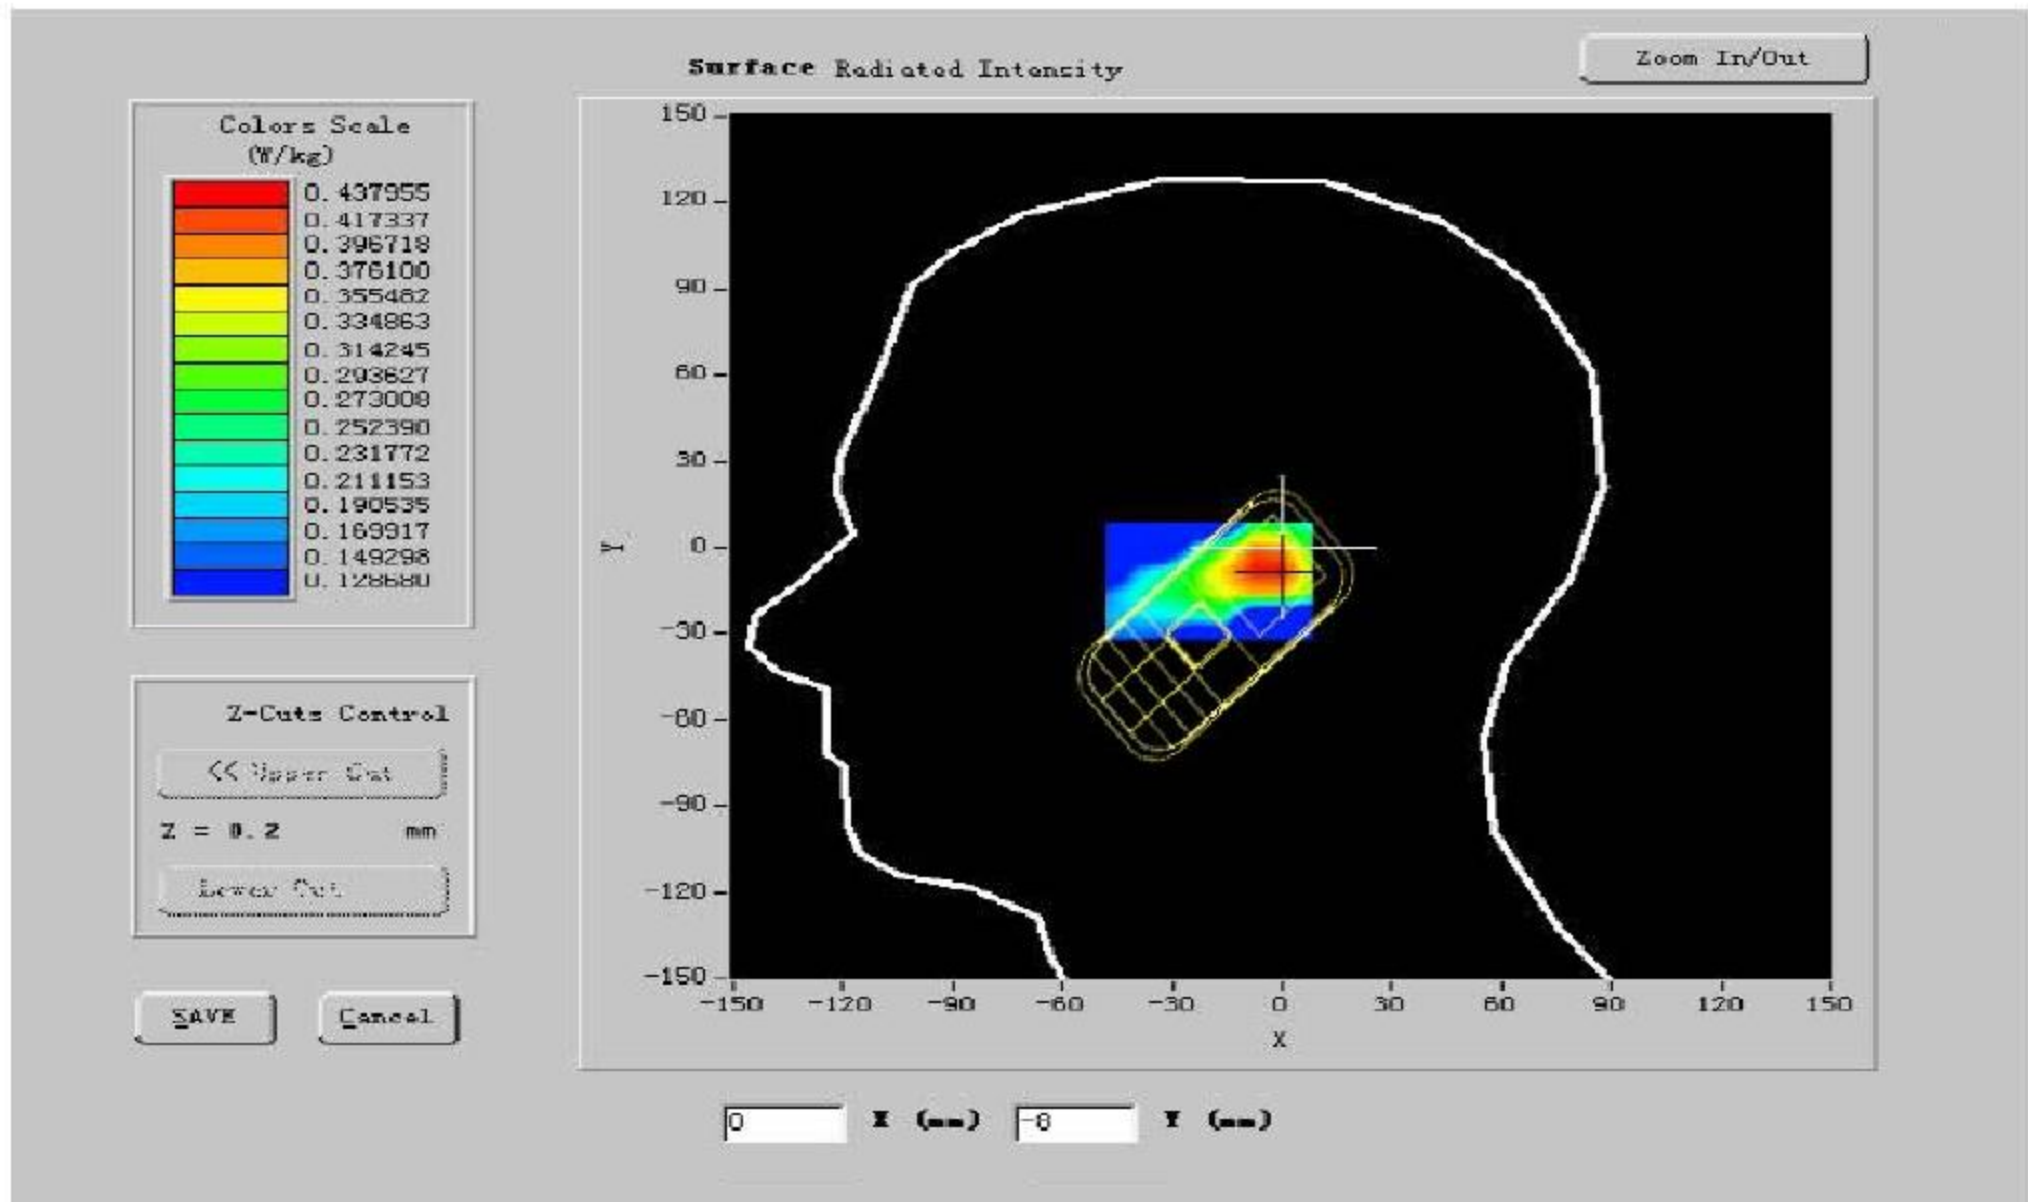 Surface Radiated Intensity
Zoom In/Out
Colors Scale
(W/kg)
0.437955
0.417337
0.396718
0.376100
0.355482
0.334863
0.314245
0.293627
0.273008
0.252390
0.231772
0.211153
0.190535
0.169917
0.149298
0.128680
Z-Cuts Control
<< Upper Cut
Z = 0.2 mm
Lower Cut
SAVE
Cancel
150
120
90
60
30
0
-30
-60
-90
-120
-150
Y
-150 -120 -90 -60 -30 0 30 60 90 120 150
X
0 X (mm) -8 Y (mm)